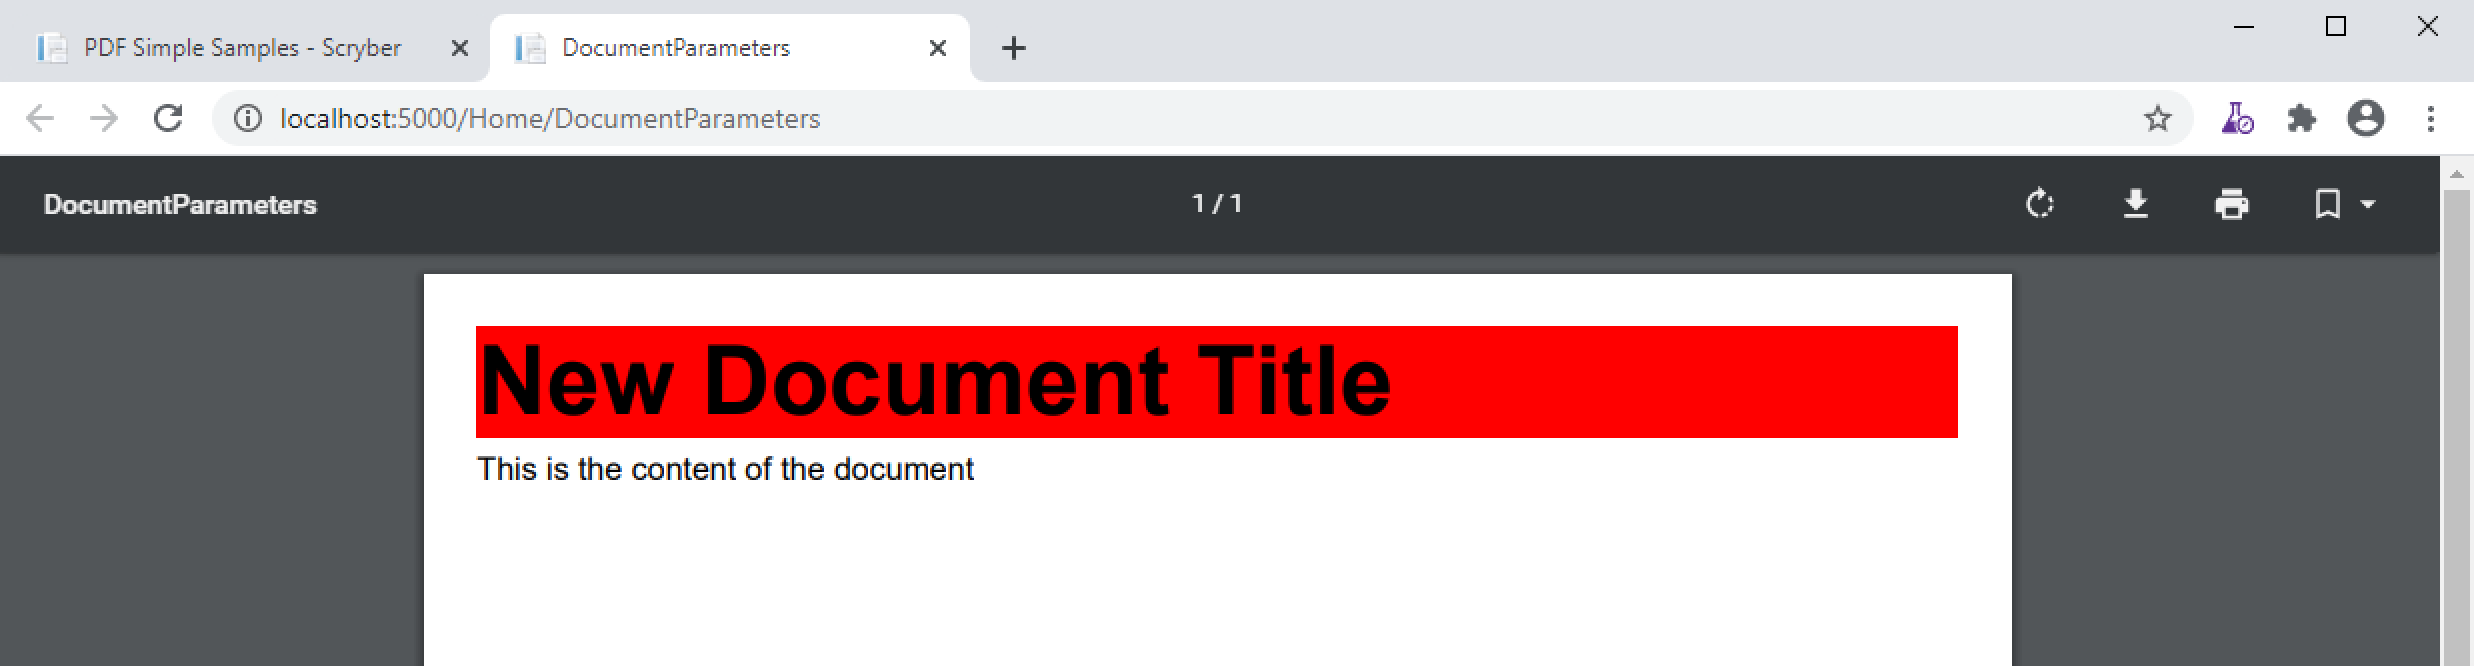 PDF Simple Samples - Scryber
DocumentParameters
localhost:5000/Home/DocumentParameters
DocumentParameters
1 / 1
New Document Title
This is the content of the document